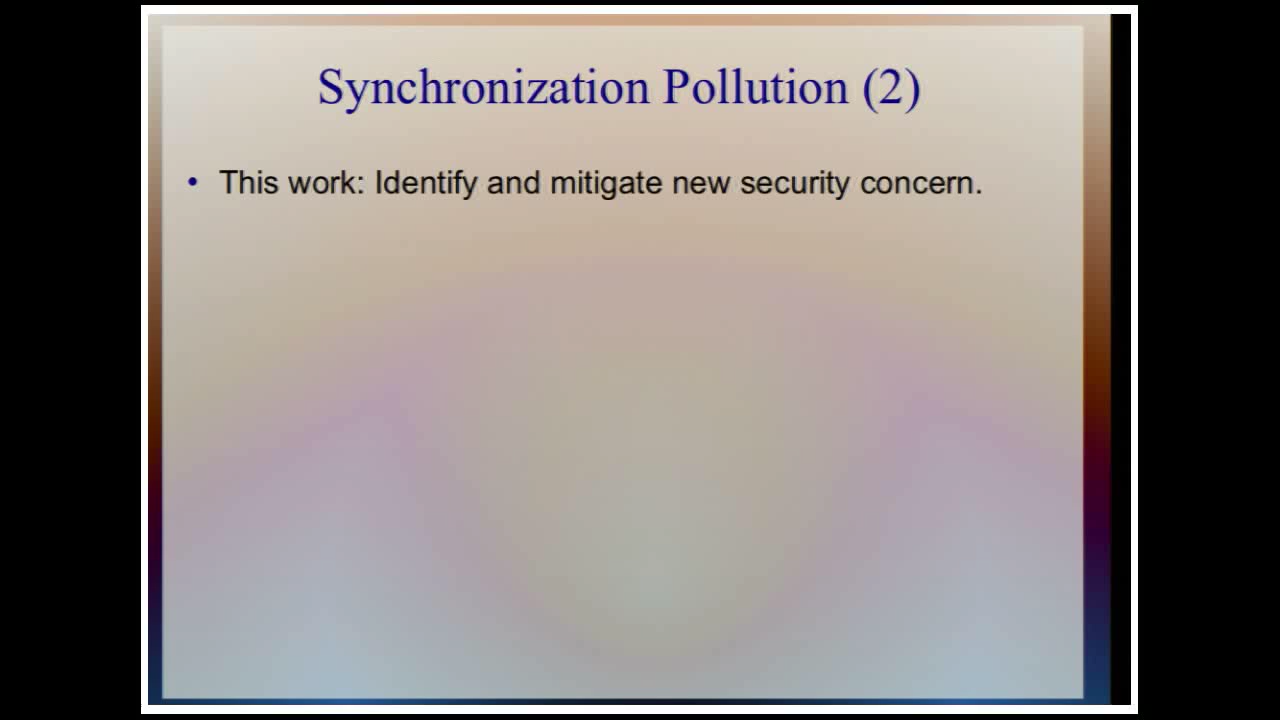 Synchronization Pollution (2)
• This work: Identify and mitigate new security concern.